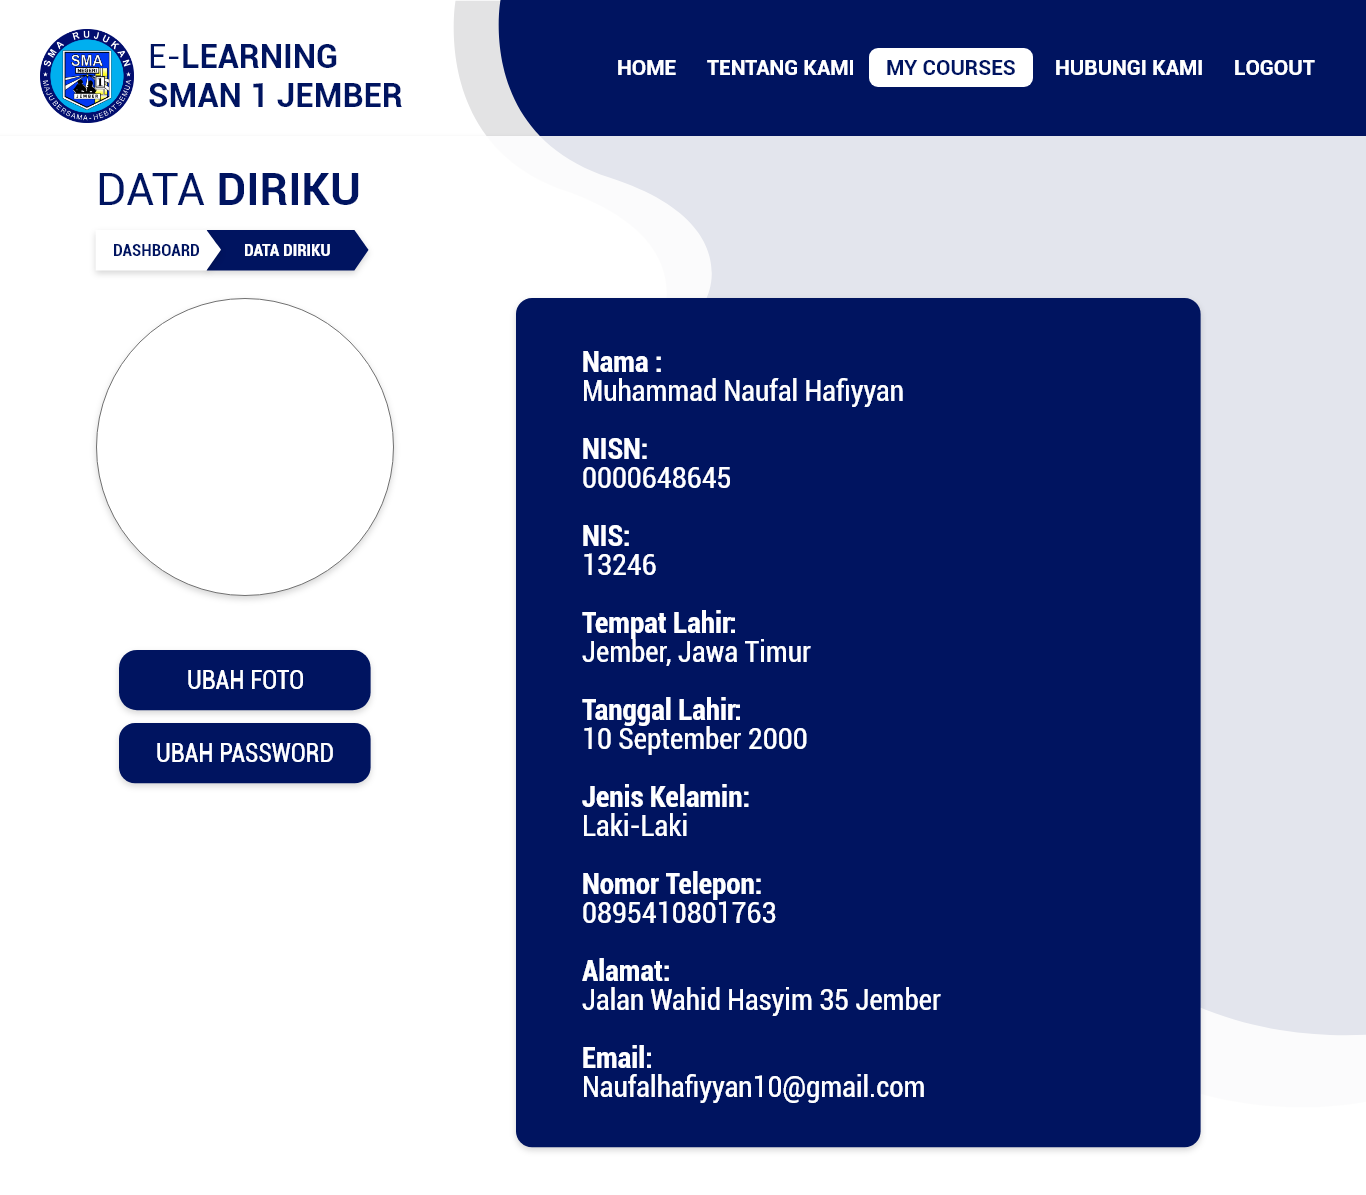 SMA RUJUKAN
SMA
NEGERI
1
JEMBER
MAJU BERSAMA - HEBAT SEMUA
E-LEARNING
SMAN 1 JEMBER
HOME
TENTANG KAMI
MY COURSES
HUBUNGI KAMI
LOGOUT
DATA DIRIKU
DASHBOARD
DATA DIRIKU
UBAH FOTO
UBAH PASSWORD
Nama :
Muhammad Naufal Hafiyyan
NISN:
0000648645
NIS:
13246
Tempat Lahir:
Jember, Jawa Timur
Tanggal Lahir:
10 September 2000
Jenis Kelamin:
Laki-Laki
Nomor Telepon:
0895410801763
Alamat:
Jalan Wahid Hasyim 35 Jember
Email:
Naufalhafiyyan10@gmail.com